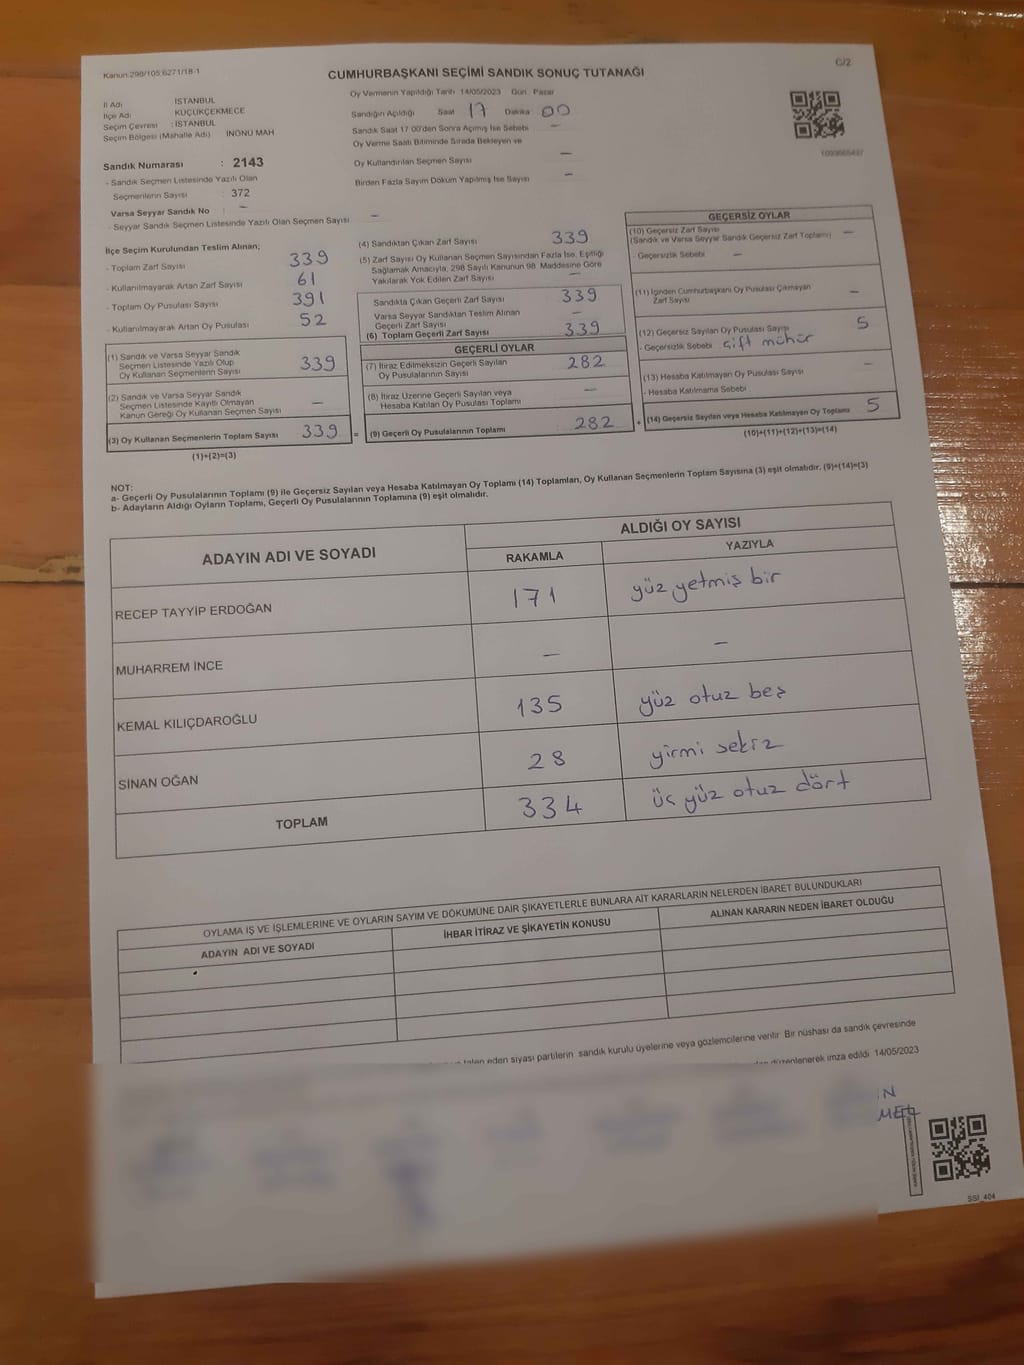 Kanun:298/105;6271/18-1
C/2
CUMHURBAŞKANI SEÇİMİ SANDIK SONUÇ TUTANAĞI
İl Adı İSTANBUL
İlçe Adı KÜÇÜKÇEKMECE
Seçim Çevresi : İSTANBUL
Seçim Bölgesi (Mahalle Adı) İNÖNÜ MAH
Sandık Numarası : 2143
- Sandık Seçmen Listesinde Yazılı Olan
Seçmenlerin Sayısı : 372
Varsa Seyyar Sandık No : —
- Seyyar Sandık Seçmen Listesinde Yazılı Olan Seçmen Sayısı —
Oy Vermenin Yapıldığı Tarih 14/05/2023 Gün : Pazar
Sandığın Açıldığı Saat 17 Dakika 00
Sandık Saat 17 00'den Sonra Açılmış İse Sebebi —
Oy Verme Saati Bitiminde Sırada Bekleyen ve
Oy Kullandırılan Seçmen Sayısı —
Birden Fazla Sayım Döküm Yapılmış İse Sayısı —
İlçe Seçim Kurulundan Teslim Alınan;
- Toplam Zarf Sayısı 339
- Kullanılmayarak Artan Zarf Sayısı 61
- Toplam Oy Pusulası Sayısı 391
- Kullanılmayarak Artan Oy Pusulası 52
(1) Sandık ve Varsa Seyyar Sandık
Seçmen Listesinde Yazılı Olup
Oy Kullanan Seçmenlerin Sayısı 339
(2) Sandık ve Varsa Seyyar Sandık
Seçmen Listesinde Kayıtlı Olmayan
Kanun Gereği Oy Kullanan Seçmen Sayısı —
(3) Oy Kullanan Seçmenlerin Toplam Sayısı 339 =
(1)+(2)=(3)
(4) Sandıktan Çıkan Zarf Sayısı 339
(5) Zarf Sayısı Oy Kullanan Seçmen Sayısından Fazla İse, Eşitliği
Sağlamak Amacıyla, 298 Sayılı Kanunun 98. Maddesine Göre
Yakılarak Yok Edilen Zarf Sayısı —
Sandıkta Çıkan Geçerli Zarf Sayısı 339
Varsa Seyyar Sandıktan Teslim Alınan
Geçerli Zarf Sayısı —
(6) Toplam Geçerli Zarf Sayısı 339
GEÇERLİ OYLAR
(7) İtiraz Edilmeksizin Geçerli Sayılan
Oy Pusulalarının Sayısı 282
(8) İtiraz Üzerine Geçerli Sayılan veya
Hesaba Katılan Oy Pusulası Toplamı —
(9) Geçerli Oy Pusulalarının Toplamı : 282 +
GEÇERSİZ OYLAR
(10) Geçersiz Zarf Sayısı
(Sandık ve Varsa Seyyar Sandık Geçersiz Zarf Toplamı) —
- Geçersizlik Sebebi —
(11) İçinden Cumhurbaşkanı Oy Pusulası Çıkmayan
Zarf Sayısı —
(12) Geçersiz Sayılan Oy Pusulası Sayısı 5
- Geçersizlik Sebebi çift mühür
(13) Hesaba Katılmayan Oy Pusulası Sayısı —
- Hesaba Katılmama Sebebi
(14) Geçersiz Sayılan veya Hesaba Katılmayan Oy Toplamı 5
(10)+(11)+(12)+(13)=(14)
NOT:
a- Geçerli Oy Pusulalarının Toplamı (9) ile Geçersiz Sayılan veya Hesaba Katılmayan Oy Toplamı (14) Toplamları, Oy Kullanan Seçmenlerin Toplam Sayısına (3) eşit olmalıdır. (9)+(14)=(3)
b- Adayların Aldığı Oyların Toplamı, Geçerli Oy Pusulalarının Toplamına (9) eşit olmalıdır.
ADAYIN ADI VE SOYADI
ALDIĞI OY SAYISI
RAKAMLA YAZIYLA
RECEP TAYYİP ERDOĞAN 171 yüz yetmiş bir
MUHARREM İNCE — —
KEMAL KILIÇDAROĞLU 135 yüz otuz beş
SİNAN OĞAN 28 yirmi sekiz
TOPLAM 334 üç yüz otuz dört
OYLAMA İŞ VE İŞLEMLERİNE VE OYLARIN SAYIM VE DÖKÜMÜNE DAİR ŞİKAYETLERLE BUNLARA AİT KARARLARIN NELERDEN İBARET BULUNDUKLARI
ADAYIN ADI VE SOYADI İHBAR İTİRAZ VE ŞİKAYETİN KONUSU ALINAN KARARIN NEDEN İBARET OLDUĞU
talep eden siyasi partilerin sandık kurulu üyelerine veya gözlemcilerine verilir. Bir nüshası da sandık çevresinde
düzenlenerek imza edildi 14/05/2023
SSI_404